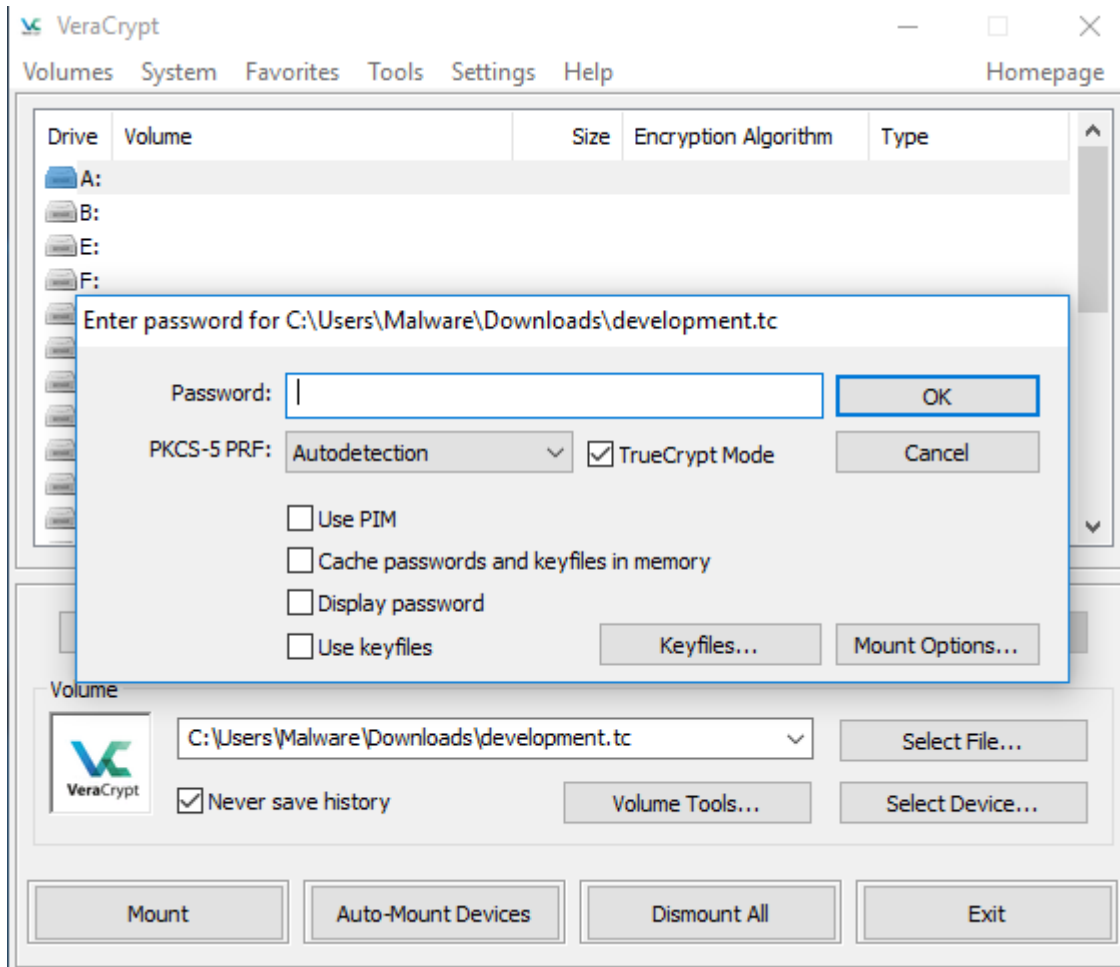 VeraCrypt
Volumes System Favorites Tools Settings Help Homepage
Drive Volume Size Encryption Algorithm Type
A:
B:
E:
F:
Enter password for C:\Users\Malware\Downloads\development.tc
Password: OK
PKCS-5 PRF: Autodetection TrueCrypt Mode Cancel
Use PIM
Cache passwords and keyfiles in memory
Display password
Use keyfiles Keyfiles... Mount Options...
Volume
C:\Users\Malware\Downloads\development.tc Select File...
VeraCrypt
Never save history Volume Tools... Select Device...
Mount Auto-Mount Devices Dismount All Exit